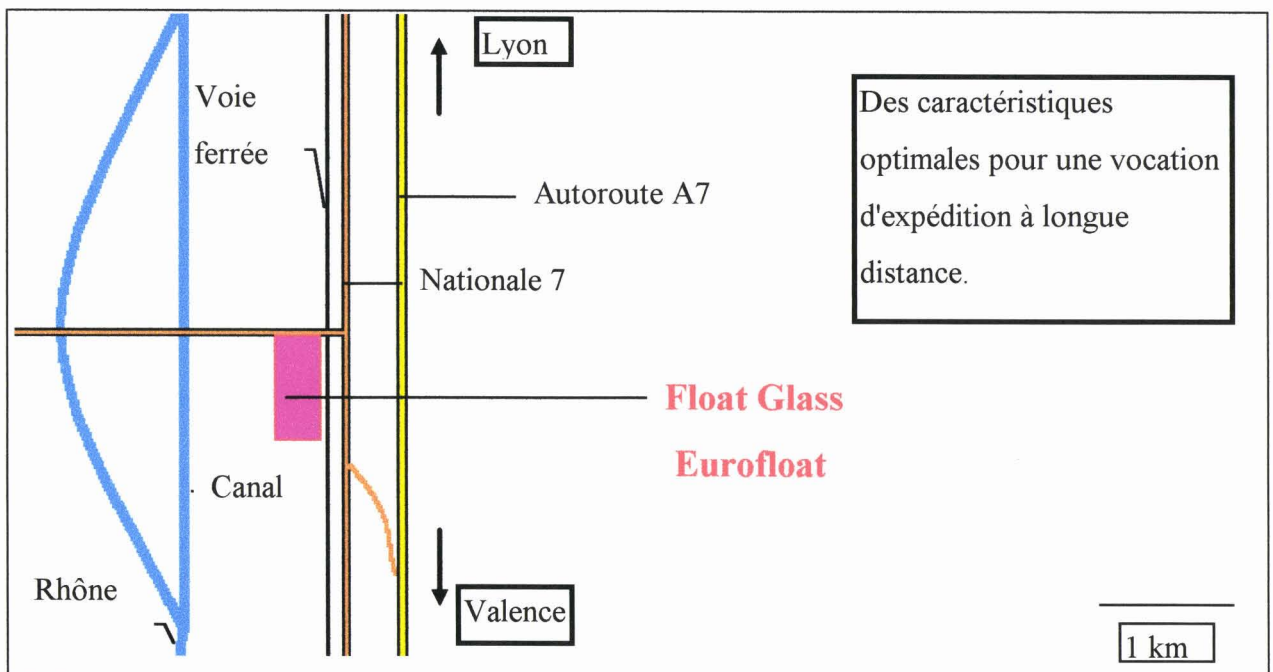 Lyon
Voie
ferrée
Des caractéristiques
optimales pour une vocation
d'expédition à longue
distance.
Autoroute A7
Nationale 7
Float Glass
Eurofloat
Canal
Rhône
Valence
1 km